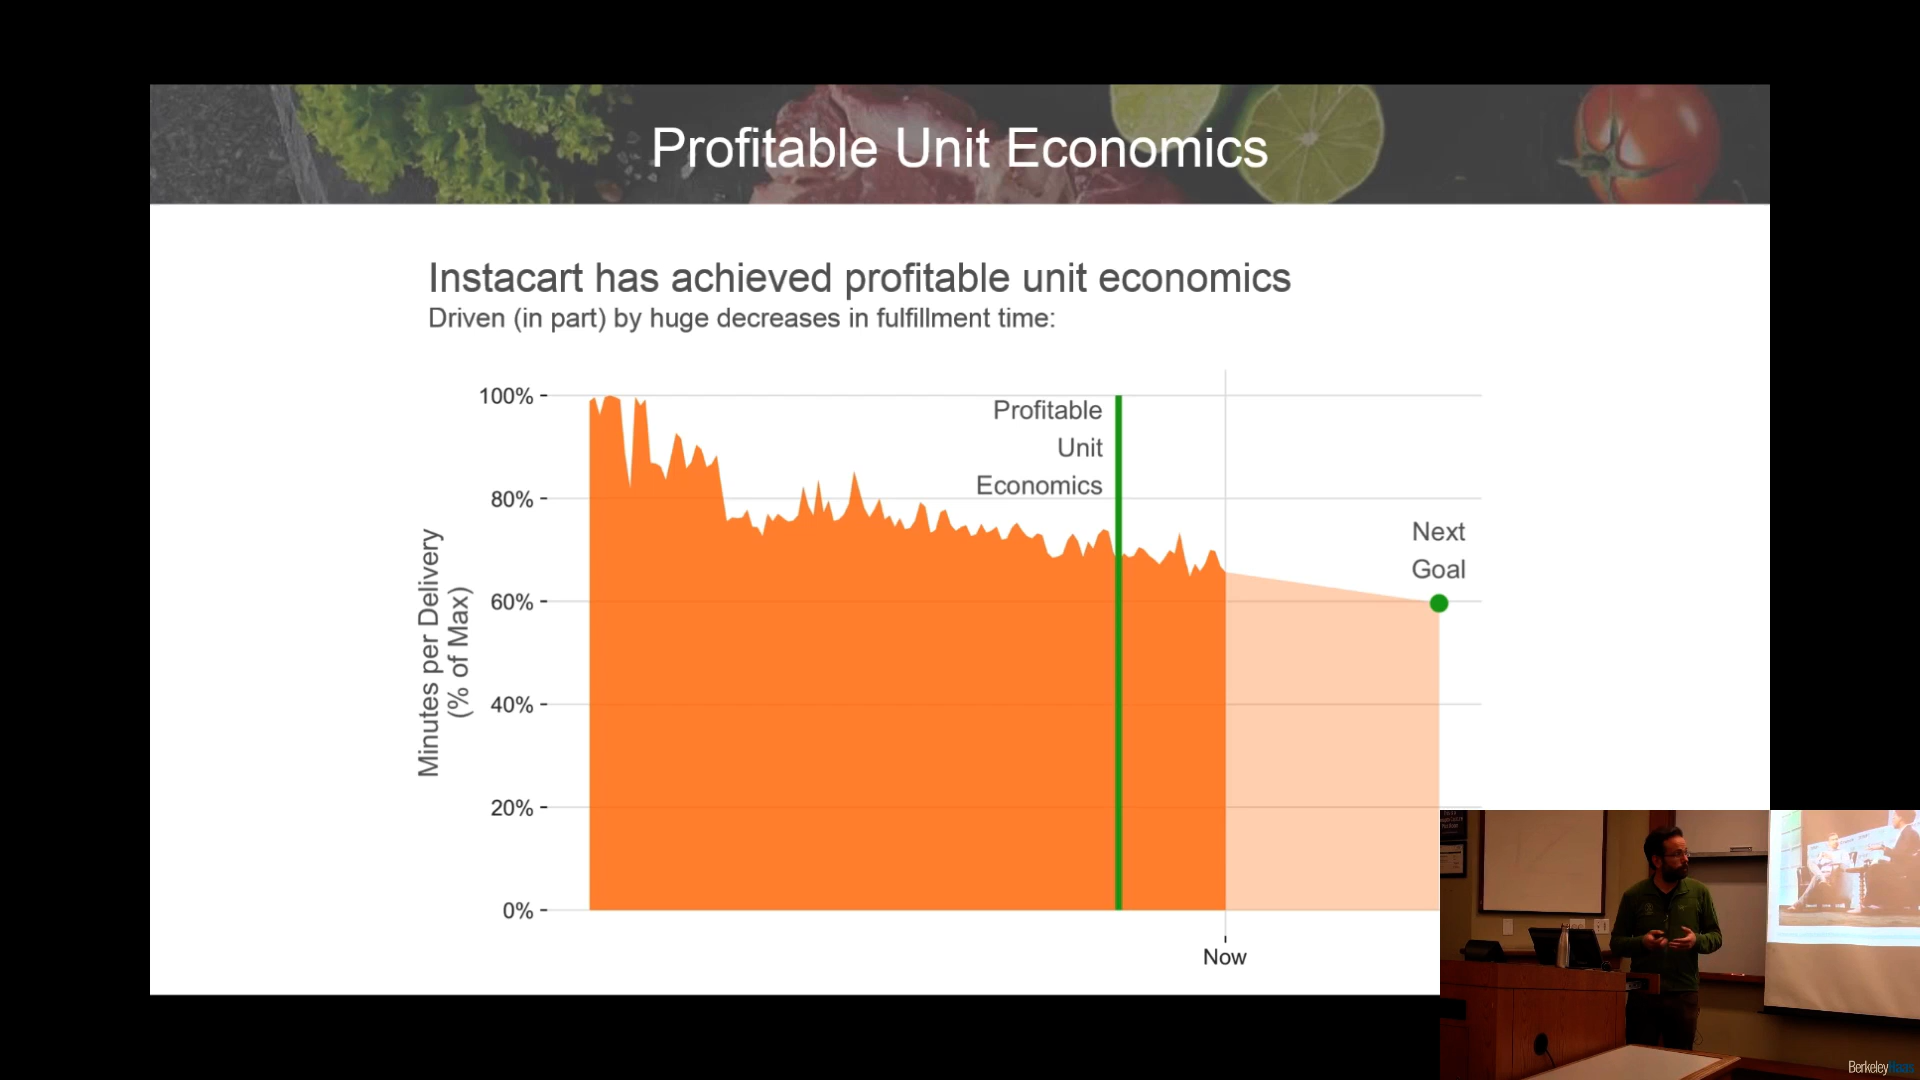 Profitable Unit Economics
Instacart has achieved profitable unit economics
Driven (in part) by huge decreases in fulfillment time:
Minutes per Delivery
(% of Max)
100%
80%
60%
40%
20%
0%
Profitable
Unit
Economics
Next
Goal
Now
BerkeleyHaas